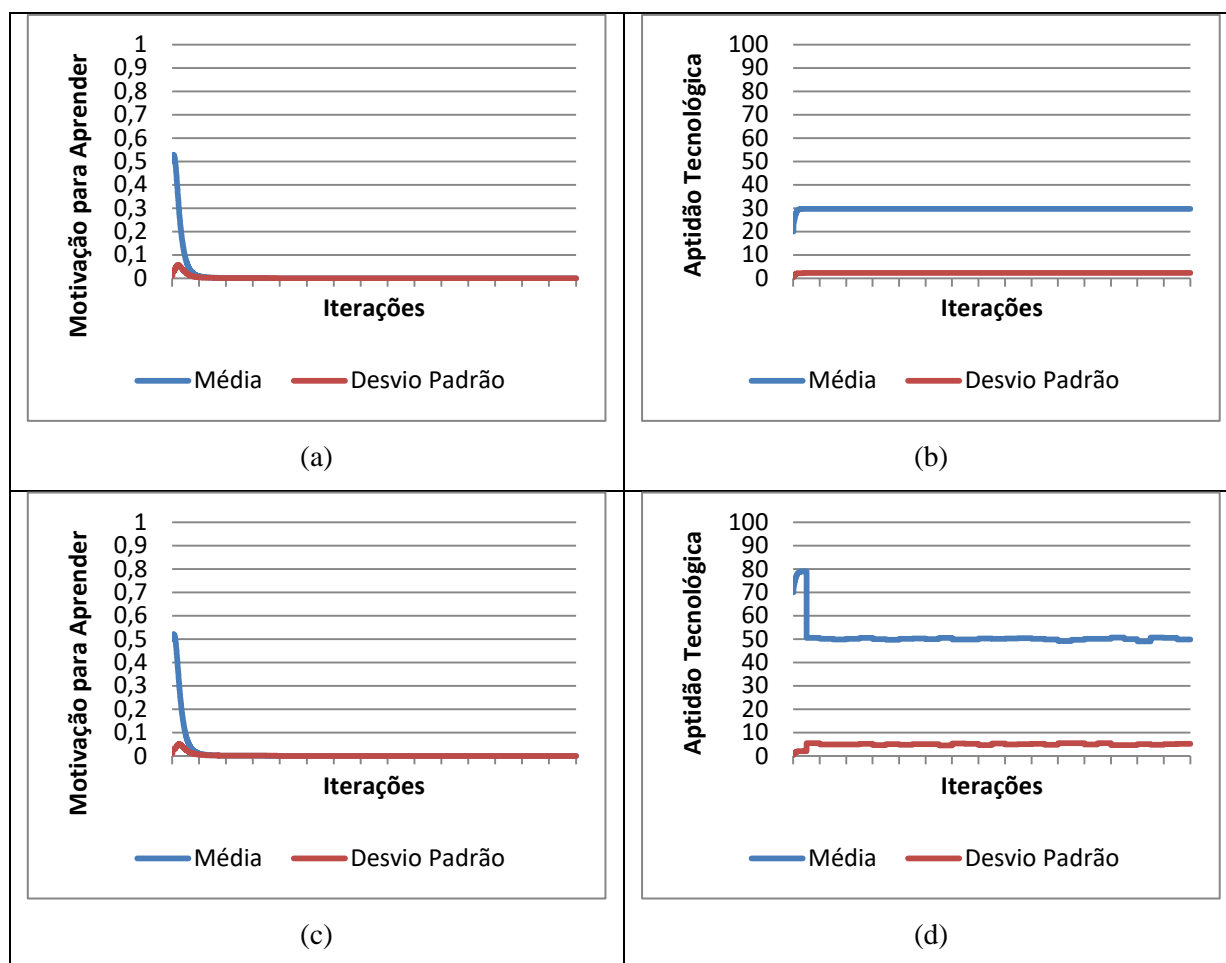 Motivação para Aprender
1
0,9
0,8
0,7
0,6
0,5
0,4
0,3
0,2
0,1
0
Iterações
Média Desvio Padrão
(a)
Aptidão Tecnológica
100
90
80
70
60
50
40
30
20
10
0
Iterações
Média Desvio Padrão
(b)
Motivação para Aprender
1
0,9
0,8
0,7
0,6
0,5
0,4
0,3
0,2
0,1
0
Iterações
Média Desvio Padrão
(c)
Aptidão Tecnológica
100
90
80
70
60
50
40
30
20
10
0
Iterações
Média Desvio Padrão
(d)